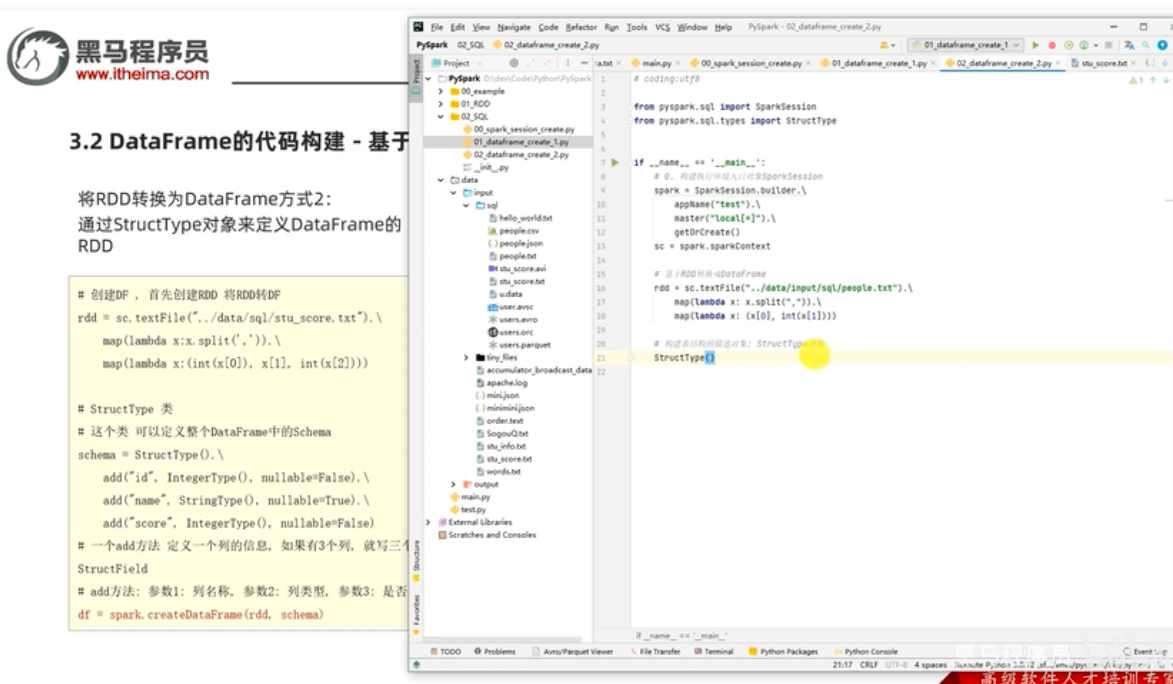 黑马程序员
www.itheima.com
3.2 DataFrame的代码构建 - 基于
将RDD转换为DataFrame方式2：
通过StructType对象来定义DataFrame的
RDD
# 创建DF ，首先创建RDD 将RDD转DF
rdd = sc.textFile("../data/sql/stu_score.txt").\
map(lambda x:x.split(',')).\
map(lambda x:(int(x[0]), x[1], int(x[2])))
# StructType 类
# 这个类 可以定义整个DataFrame中的Schema
schema = StructType().\
add("id", IntegerType(), nullable=False).\
add("name", StringType(), nullable=True).\
add("score", IntegerType(), nullable=False)
# 一个add方法 定义一个列的信息, 如果有3个列, 就写三个
StructField
# add方法: 参数1: 列名称, 参数2: 列类型, 参数3: 是否
df = spark.createDataFrame(rdd, schema)
File Edit View Navigate Code Refactor Run Tools VCS Window Help PySpark - 02_dataframe_create_2.py
PySpark 02_SQL 02_dataframe_create_2.py 01_dataframe_create_1
Project
a.txt main.py 00_spark_session_create.py 01_dataframe_create_1.py 02_dataframe_create_2.py stu_score.txt
Project
PySpark D:\dev\Code\Python\PySpark
00_example
01_RDD
02_SQL
00_spark_session_create.py
01_dataframe_create_1.py
02_dataframe_create_2.py
__init__.py
data
input
sql
hello_world.txt
people.csv
people.json
people.txt
stu_score.avi
stu_score.txt
u.data
user.avsc
users.avro
users.orc
users.parquet
tiny_files
accumulator_broadcast_data
apache.log
mini.json
minimini.json
order.text
SogouQ.txt
stu_info.txt
stu_score.txt
words.txt
output
main.py
test.py
External Libraries
Scratches and Consoles
Structure
Favorites
1 # coding:utf8
2
3 from pyspark.sql import SparkSession
4 from pyspark.sql.types import StructType
5
6
7 if __name__ == '__main__':
8 # 0. 构建执行环境入口对象SparkSession
9 spark = SparkSession.builder.\
10 appName("test").\
11 master("local[*]").\
12 getOrCreate()
13 sc = spark.sparkContext
14
15 # 基于RDD转换成DataFrame
16 rdd = sc.textFile("../data/input/sql/people.txt").\
17 map(lambda x: x.split(",")).\
18 map(lambda x: (x[0], int(x[1])))
19
20 # 构建表结构的描述对象: StructType对象
21 StructType()
22
1
if __name__ == '__main__'
TODO Problems Avro/Parquet Viewer File Transfer Terminal Python Packages Python Console Event Log
21:17 CRLF UTF-8 4 spaces
黑马程序员
高级软件人才培训专家